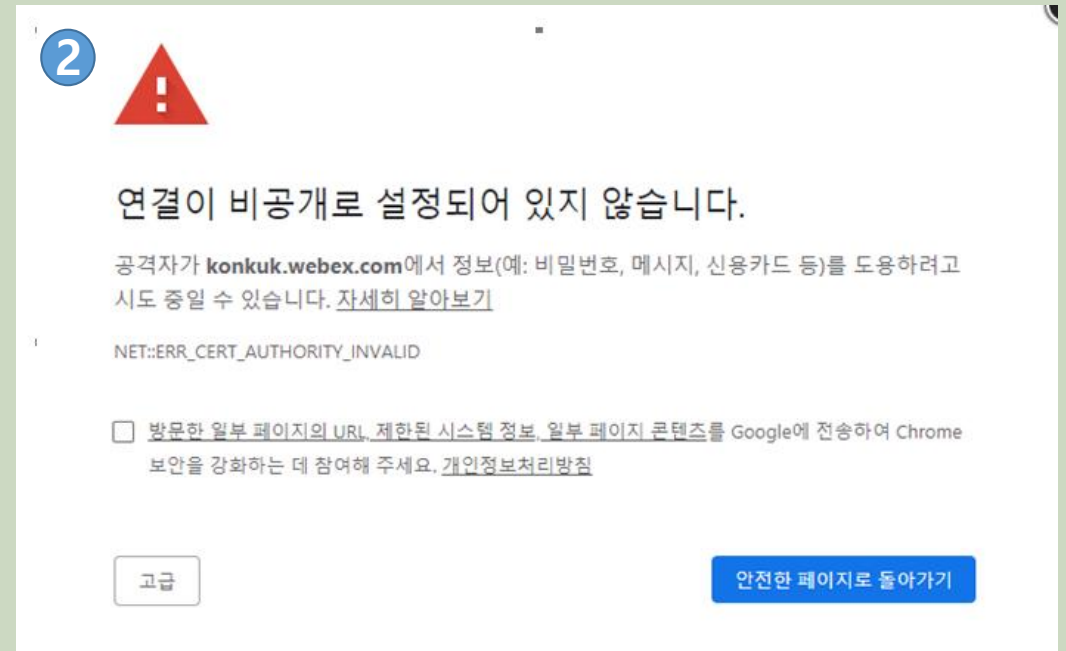 2
연결이 비공개로 설정되어 있지 않습니다.
공격자가 konkuk.webex.com에서 정보(예: 비밀번호, 메시지, 신용카드 등)를 도용하려고
시도 중일 수 있습니다. 자세히 알아보기
NET::ERR_CERT_AUTHORITY_INVALID
방문한 일부 페이지의 URL, 제한된 시스템 정보, 일부 페이지 콘텐츠를 Google에 전송하여 Chrome
보안을 강화하는 데 참여해 주세요. 개인정보처리방침
고급
안전한 페이지로 돌아가기